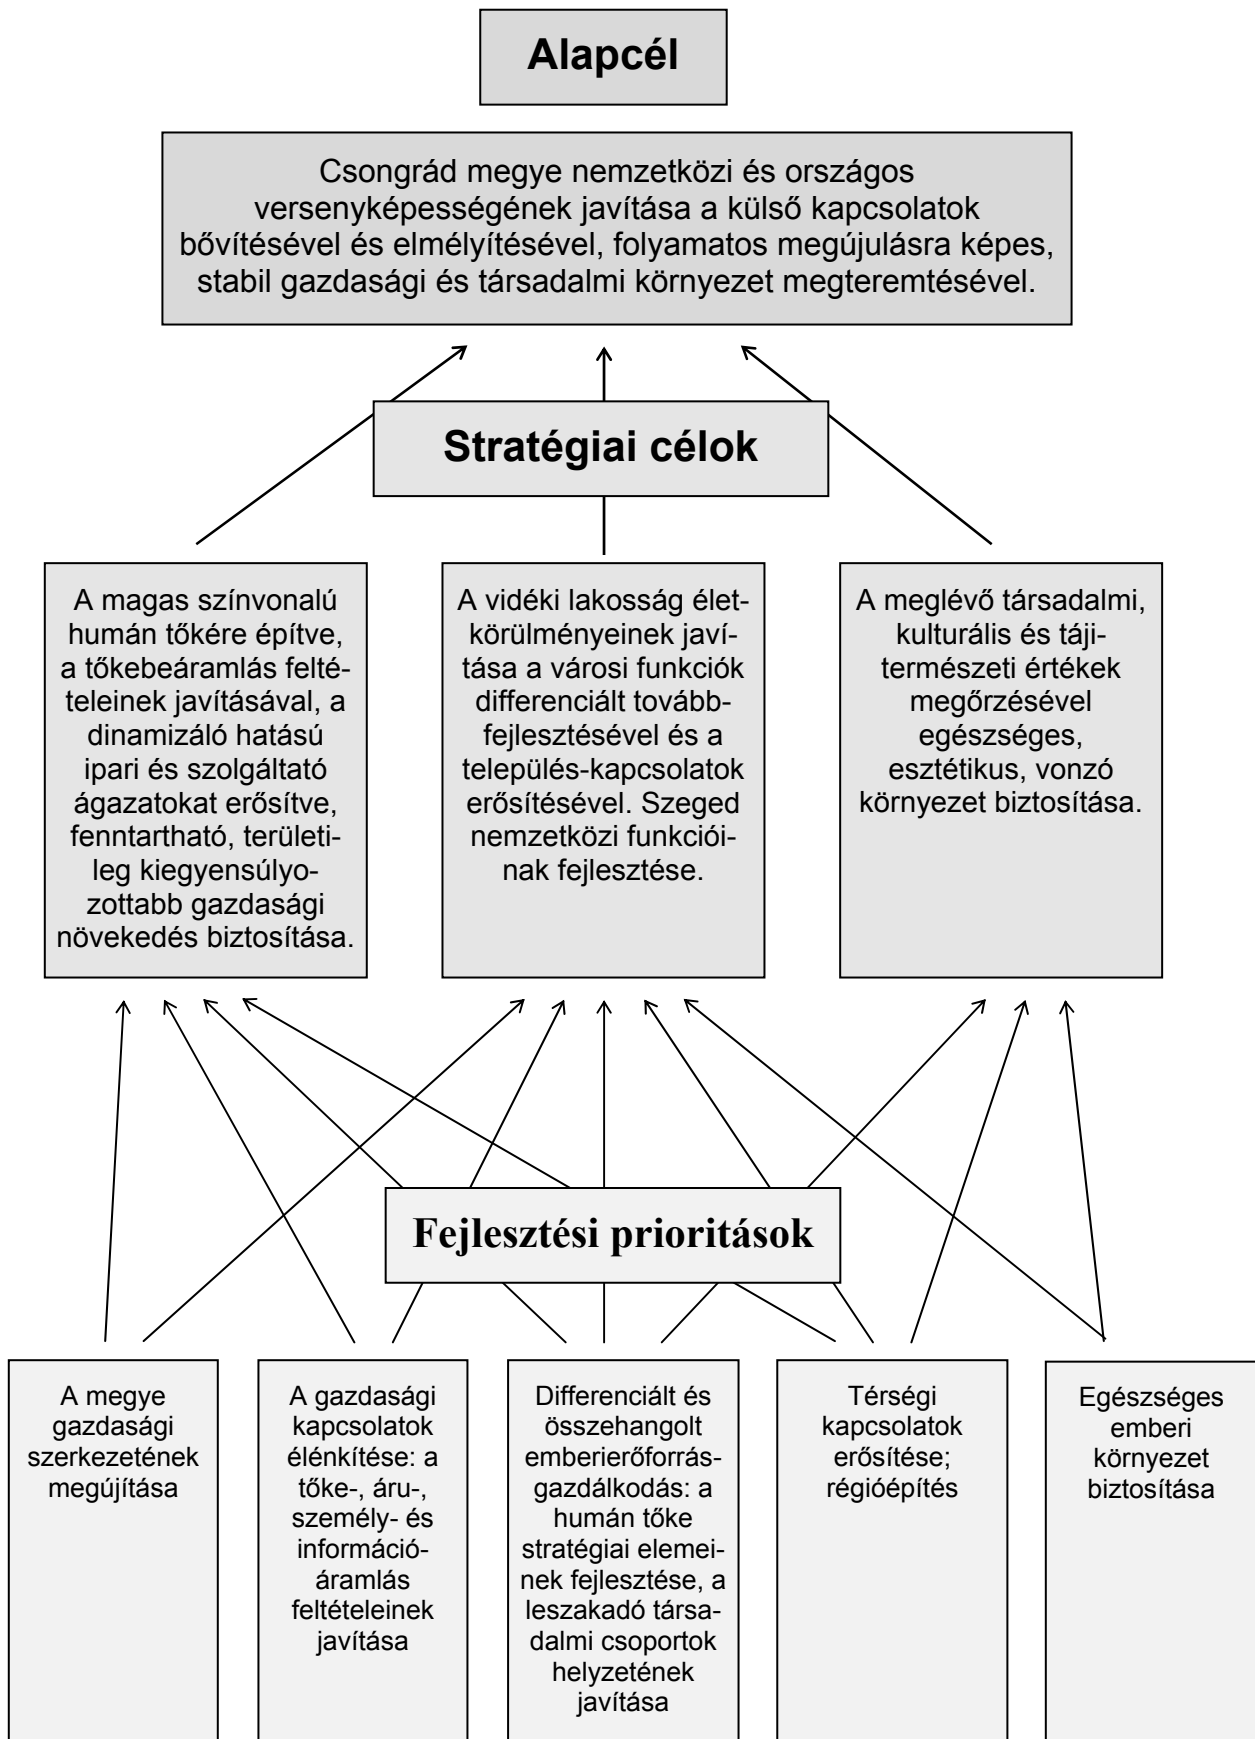 Alapcél
Csongrád megye nemzetközi és országos
versenyképességének javítása a külső kapcsolatok
bővítésével és elmélyítésével, folyamatos megújulásra képes,
stabil gazdasági és társadalmi környezet megteremtésével.
Stratégiai célok
A magas színvonalú
humán tőkére építve,
a tőkebeáramlás felté-
teleinek javításával, a
dinamizáló hatású
ipari és szolgáltató
ágazatokat erősítve,
fenntartható, területi-
leg kiegyensúlyo-
zottabb gazdasági
növekedés biztosítása.
A vidéki lakosság élet-
körülményeinek javí-
tása a városi funkciók
differenciált tovább-
fejlesztésével és a
település-kapcsolatok
erősítésével. Szeged
nemzetközi funkciói-
nak fejlesztése.
A meglévő társadalmi,
kulturális és táji-
természeti értékek
megőrzésével
egészséges,
esztétikus, vonzó
környezet biztosítása.
Fejlesztési prioritások
A megye
gazdasági
szerkezetének
megújítása
A gazdasági
kapcsolatok
élénkítése: a
tőke-, áru-,
személy- és
információ-
áramlás
feltételeinek
javítása
Differenciált és
összehangolt
emberierőforrás-
gazdálkodás: a
humán tőke
stratégiai elemei-
nek fejlesztése, a
leszakadó társa-
dalmi csoportok
helyzetének
javítása
Térségi
kapcsolatok
erősítése;
régióépítés
Egészséges
emberi
környezet
biztosítása